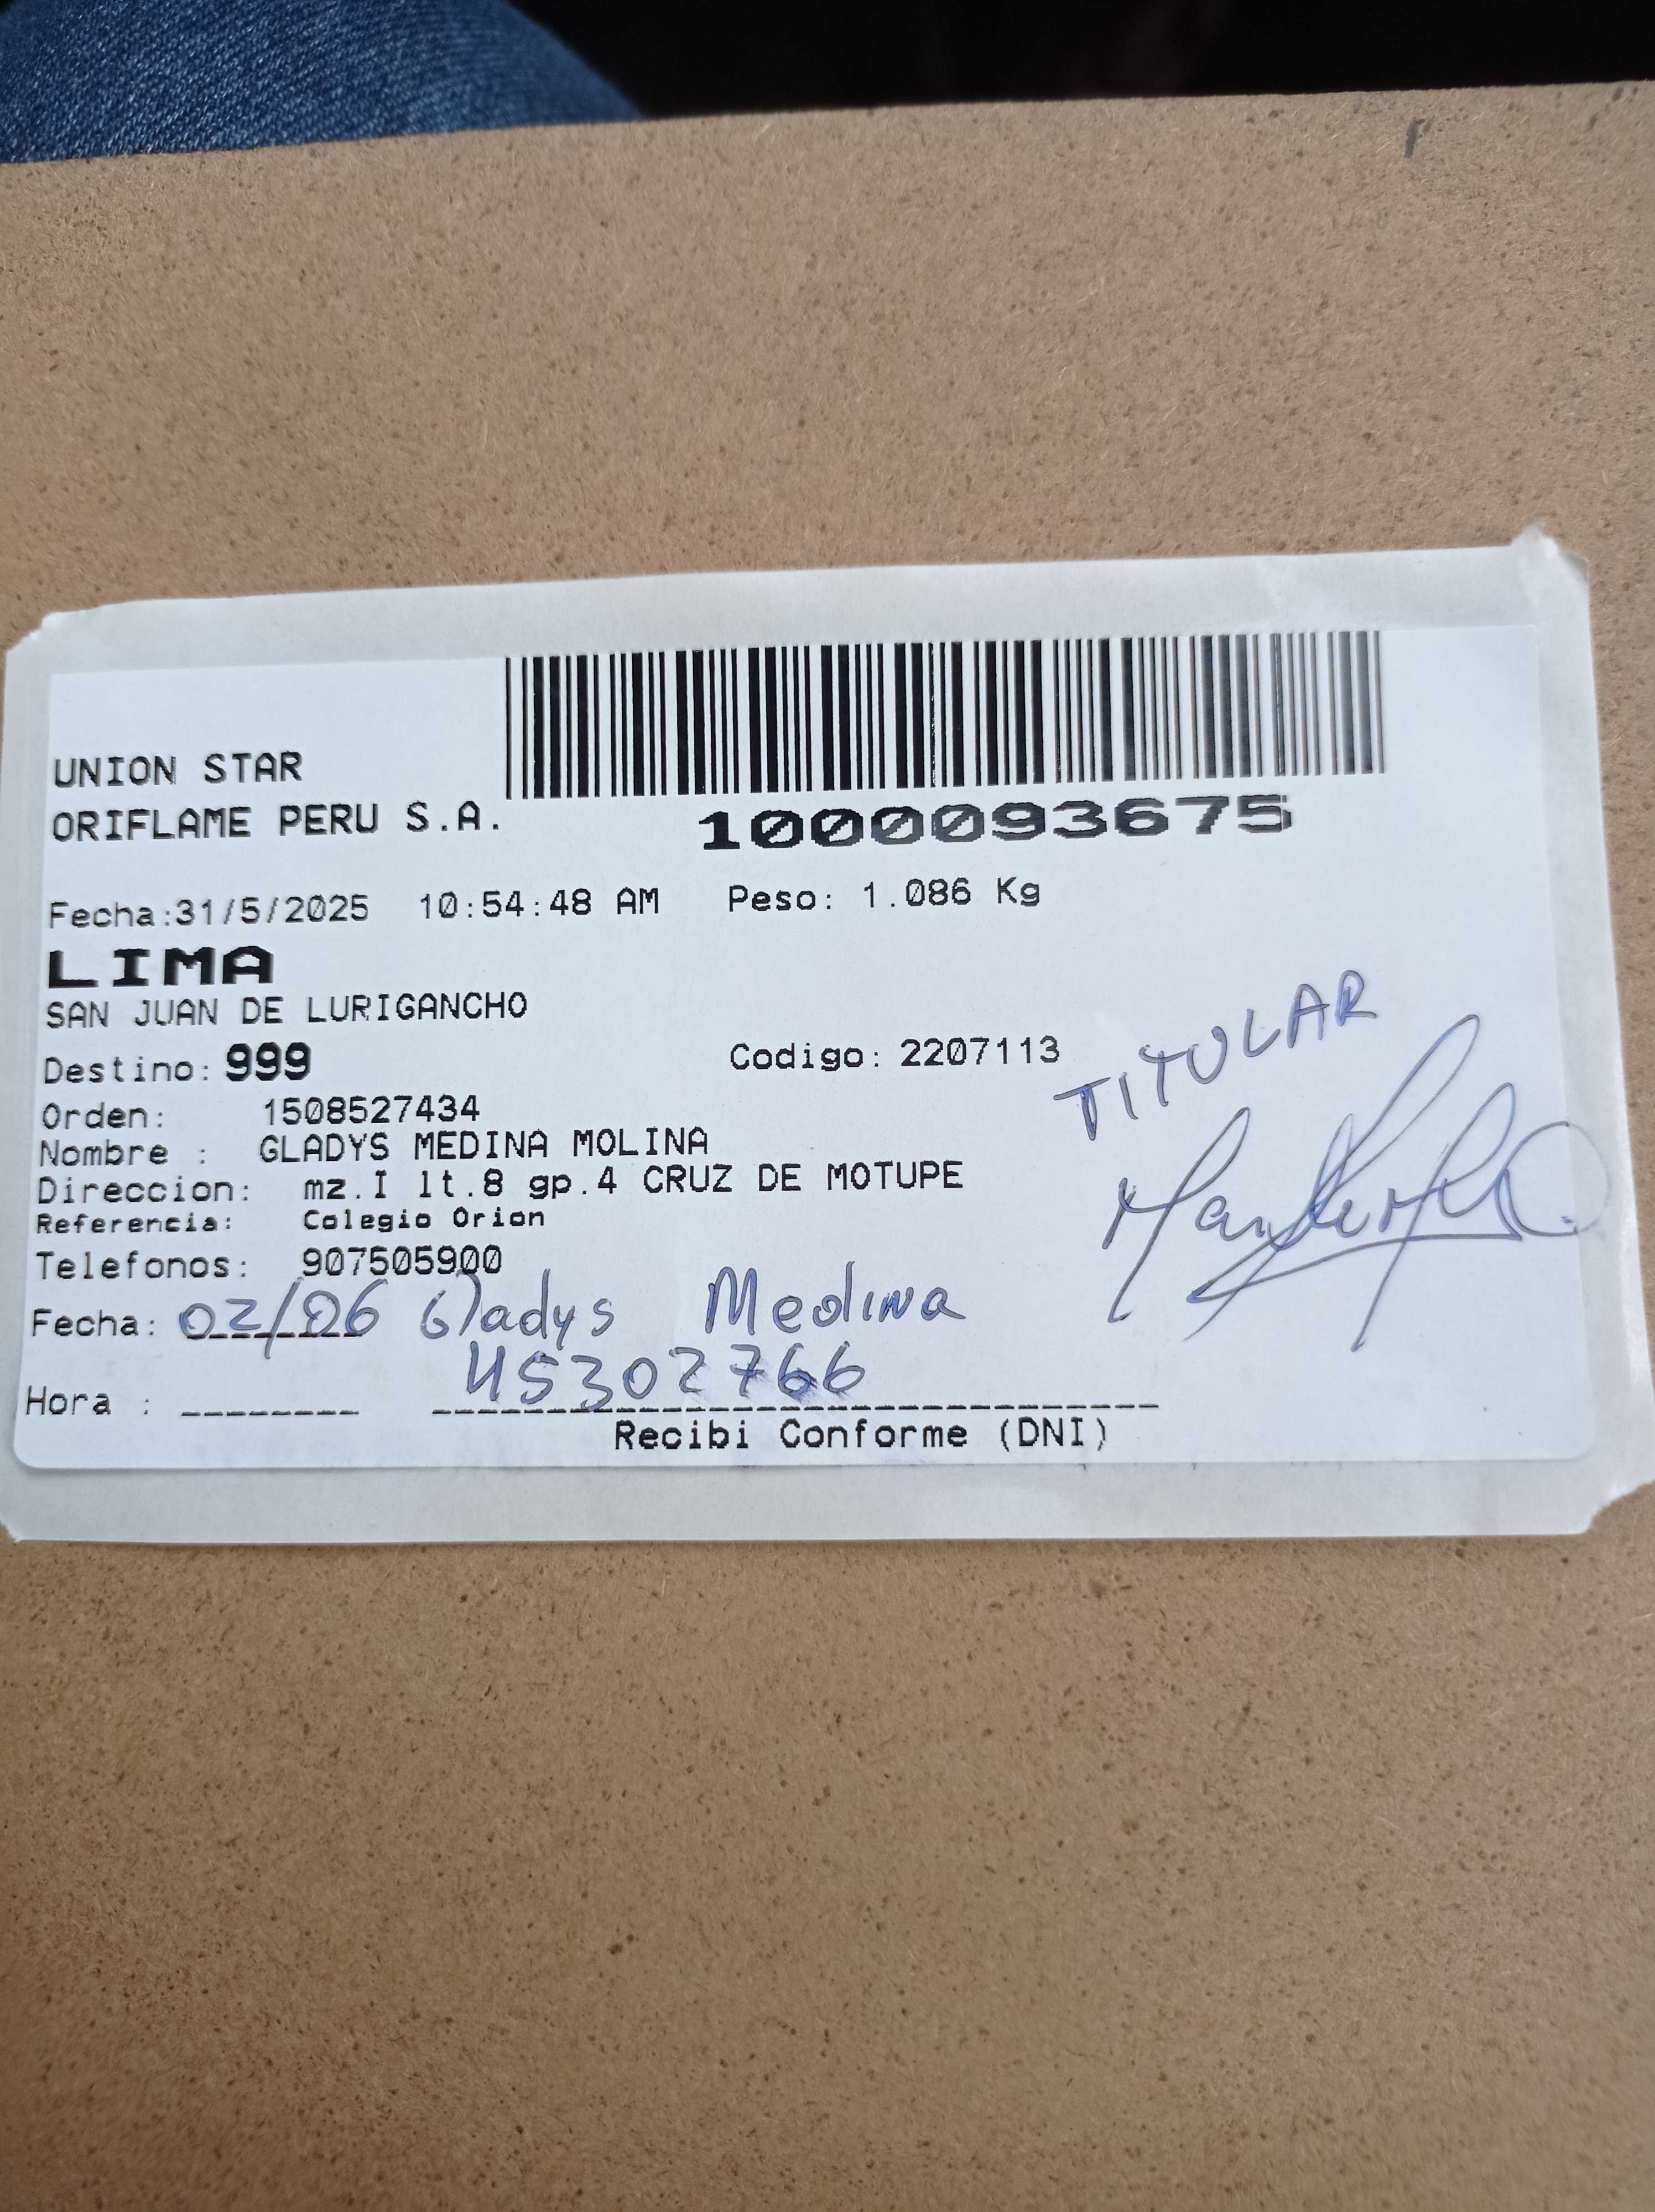 UNION STAR
ORIFLAME PERU S.A.
1000093675
Fecha:31/5/2025 10:54:48 AM Peso: 1.086 Kg
LIMA
SAN JUAN DE LURIGANCHO
Destino: 999 Codigo: 2207113
TITULAR
Orden: 1508527434
Nombre : GLADYS MEDINA MOLINA
Direccion: mz.I lt.8 gp.4 CRUZ DE MOTUPE
Referencia: Colegio Orion
Telefonos: 907505900
Fecha: 02/06 Gladys Medina
45302766
Hora :
Recibi Conforme (DNI)